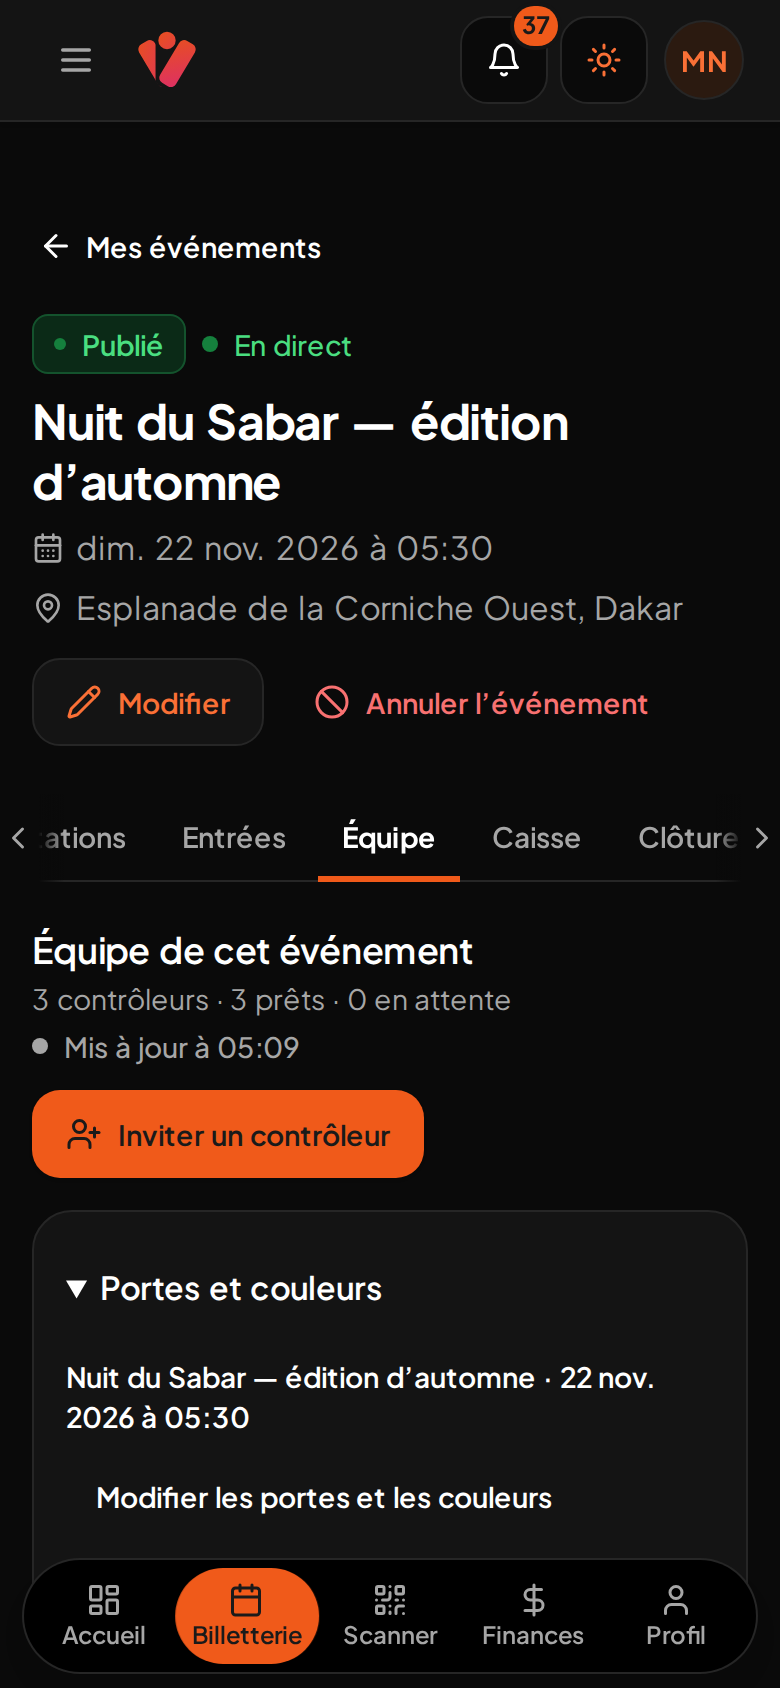 37
MN
Mes événements
Publié
En direct
Nuit du Sabar — édition
d’automne
dim. 22 nov. 2026 à 05:30
Esplanade de la Corniche Ouest, Dakar
Modifier
Annuler l’événement
ations
Entrées
Équipe
Caisse
Clôture
Équipe de cet événement
3 contrôleurs · 3 prêts · 0 en attente
Mis à jour à 05:09
Inviter un contrôleur
Portes et couleurs
Nuit du Sabar — édition d’automne · 22 nov.
2026 à 05:30
Modifier les portes et les couleurs
Accueil
Billetterie
Scanner
Finances
Profil